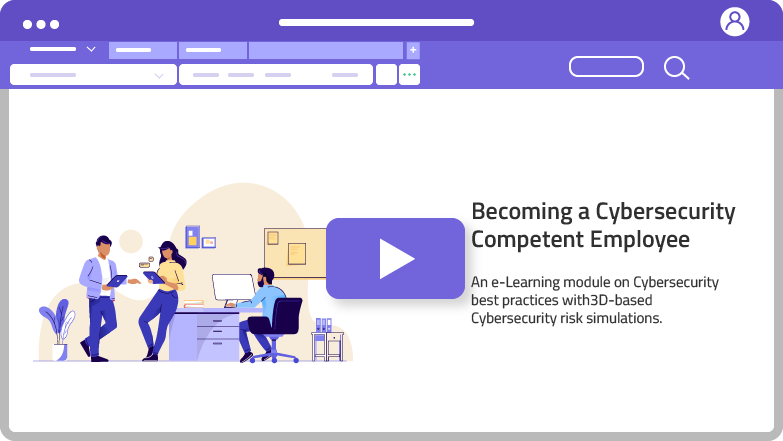 Becoming a Cybersecurity
Competent Employee
An e-Learning module on Cybersecurity
best practices with3D-based
Cybersecurity risk simulations.